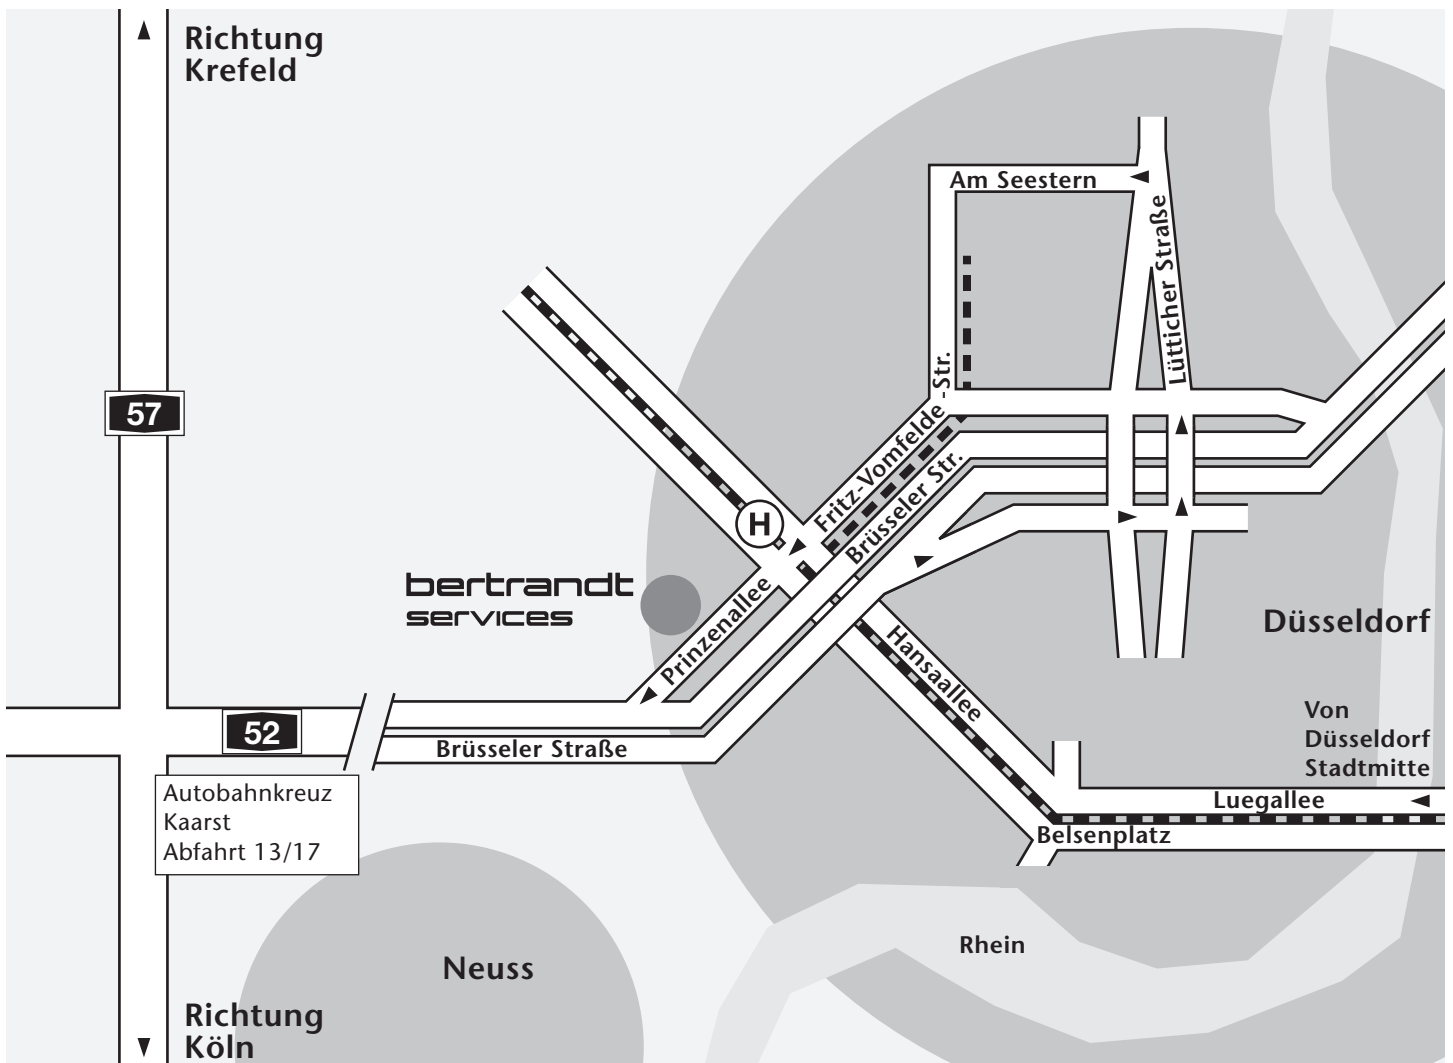 Richtung
Krefeld
Am Seestern
Lütticher Straße
57
Fritz-Vomfelde-Str.
Brüsseler Str.
H
bertrandt
services
Prinzenallee
Hansaallee
Düsseldorf
52
Brüsseler Straße
Von
Düsseldorf
Stadtmitte
Autobahnkreuz
Kaarst
Abfahrt 13/17
Luegallee
Belsenplatz
Rhein
Neuss
Richtung
Köln